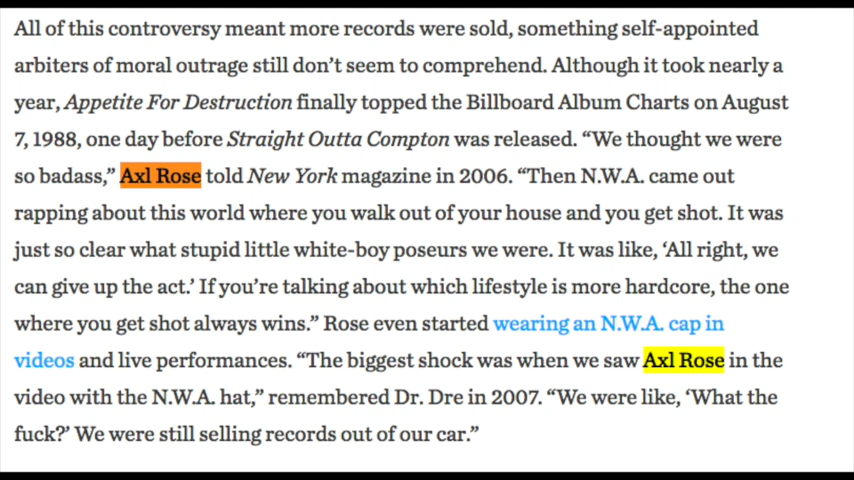 All of this controversy meant more records were sold, something self-appointed
arbiters of moral outrage still don’t seem to comprehend. Although it took nearly a
year, Appetite For Destruction finally topped the Billboard Album Charts on August
7, 1988, one day before Straight Outta Compton was released. “We thought we were
so badass,” Axl Rose told New York magazine in 2006. “Then N.W.A. came out
rapping about this world where you walk out of your house and you get shot. It was
just so clear what stupid little white-boy poseurs we were. It was like, ‘All right, we
can give up the act.’ If you’re talking about which lifestyle is more hardcore, the one
where you get shot always wins.” Rose even started wearing an N.W.A. cap in
videos and live performances. “The biggest shock was when we saw Axl Rose in the
video with the N.W.A. hat,” remembered Dr. Dre in 2007. “We were like, ‘What the
fuck?’ We were still selling records out of our car.”